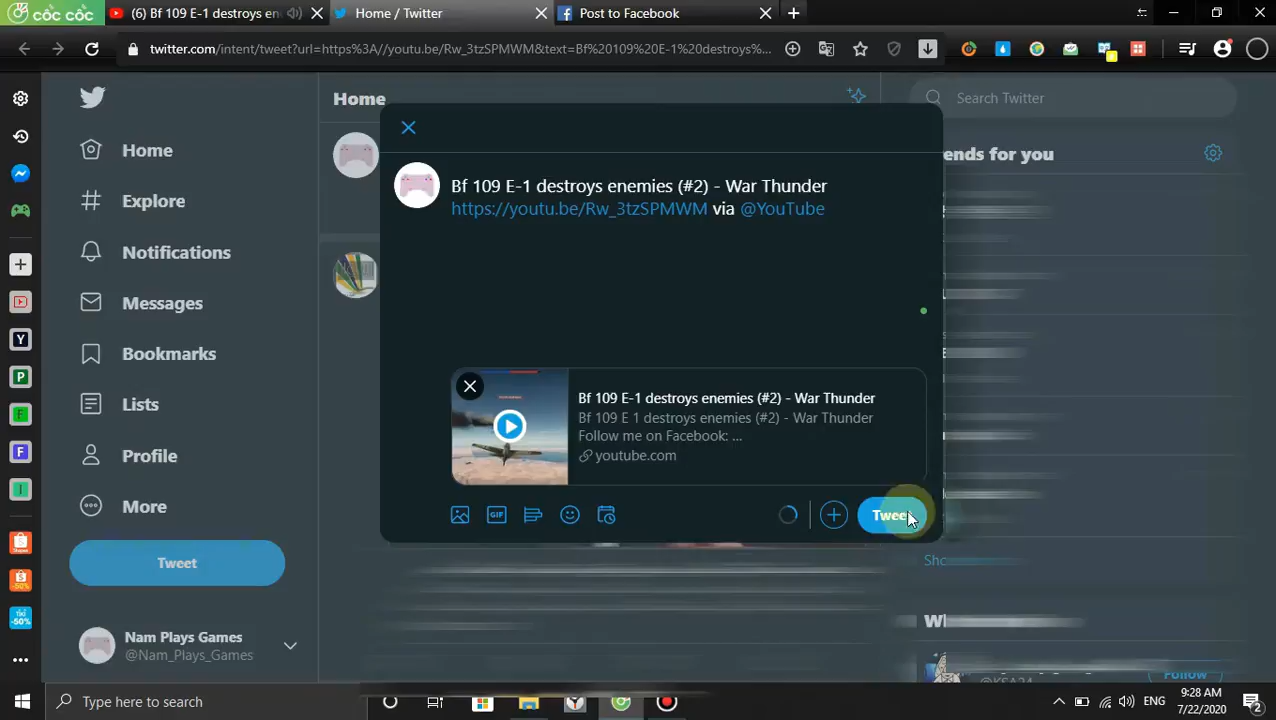 cốc cốc
(6) Bf 109 E-1 destroys en
Home / Twitter
Post to Facebook
twitter.com/intent/tweet?url=https%3A//youtu.be/Rw_3tzSPMWM&text=Bf%20109%20E-1%20destroys%...
Home
Explore
Notifications
Messages
Bookmarks
Lists
Profile
More
Tweet
Nam Plays Games
@Nam_Plays_Games
Home
Bf 109 E-1 destroys enemies (#2) - War Thunder
https://youtu.be/Rw_3tzSPMWM via @YouTube
Bf 109 E-1 destroys enemies (#2) - War Thunder
Bf 109 E 1 destroys enemies (#2) - War Thunder
Follow me on Facebook: ...
youtube.com
GIF
Tweet
Search Twitter
ends for you
Sho
W
Follow
Type here to search
ENG
9:28 AM
7/22/2020
2